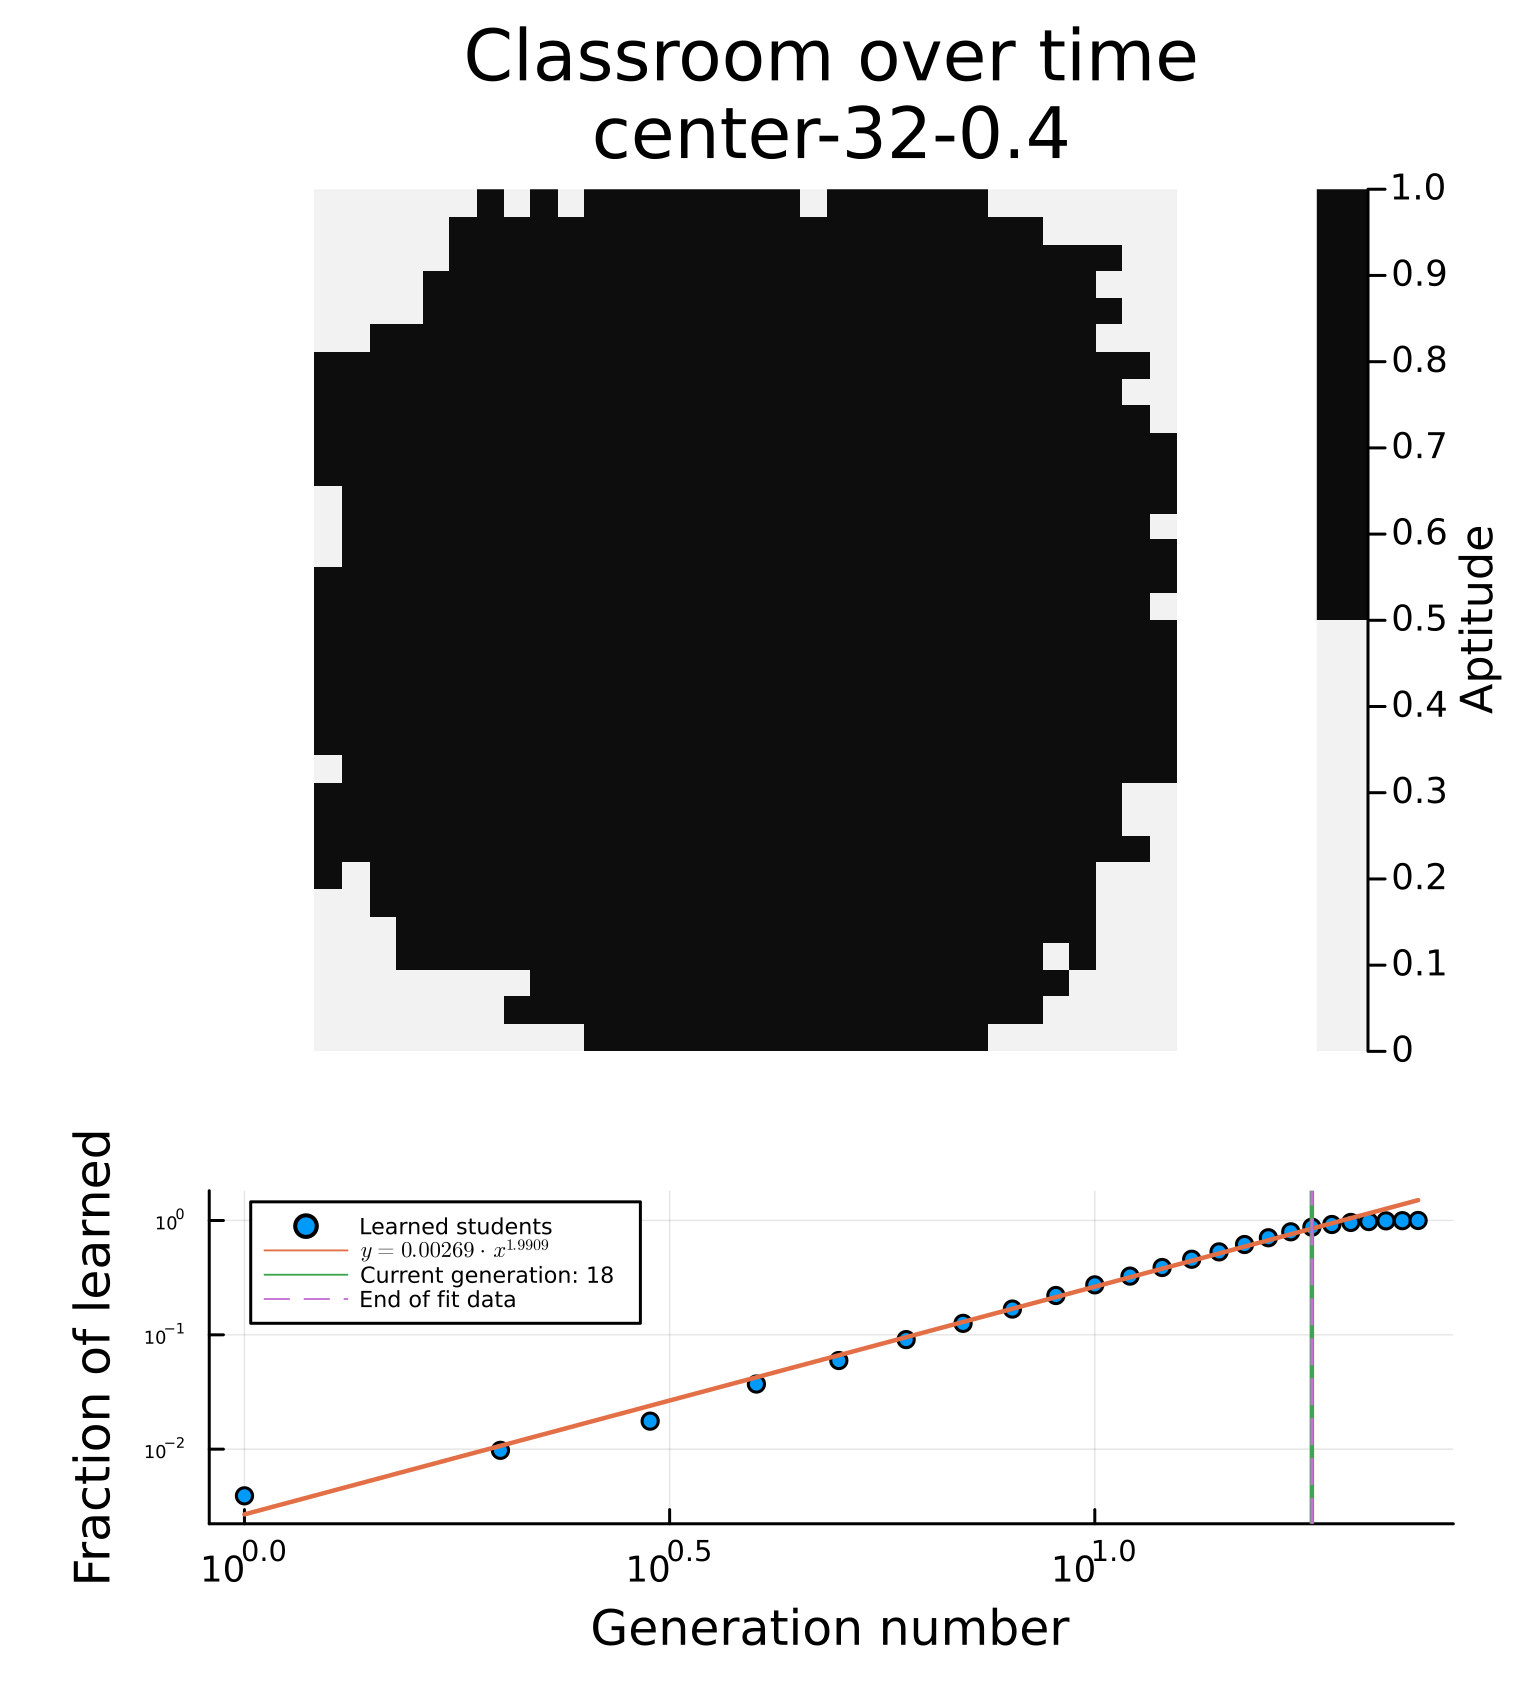 Classroom over time
center-32-0.4
1.0
0.9
0.8
0.7
0.6
0.5
0.4
0.3
0.2
0.1
0
Aptitude
Fraction of learned
10⁰
10⁻¹
10⁻²
Learned students
y = 0.00269 · x^1.9909
Current generation: 18
End of fit data
10^0.0
10^0.5
10^1.0
Generation number